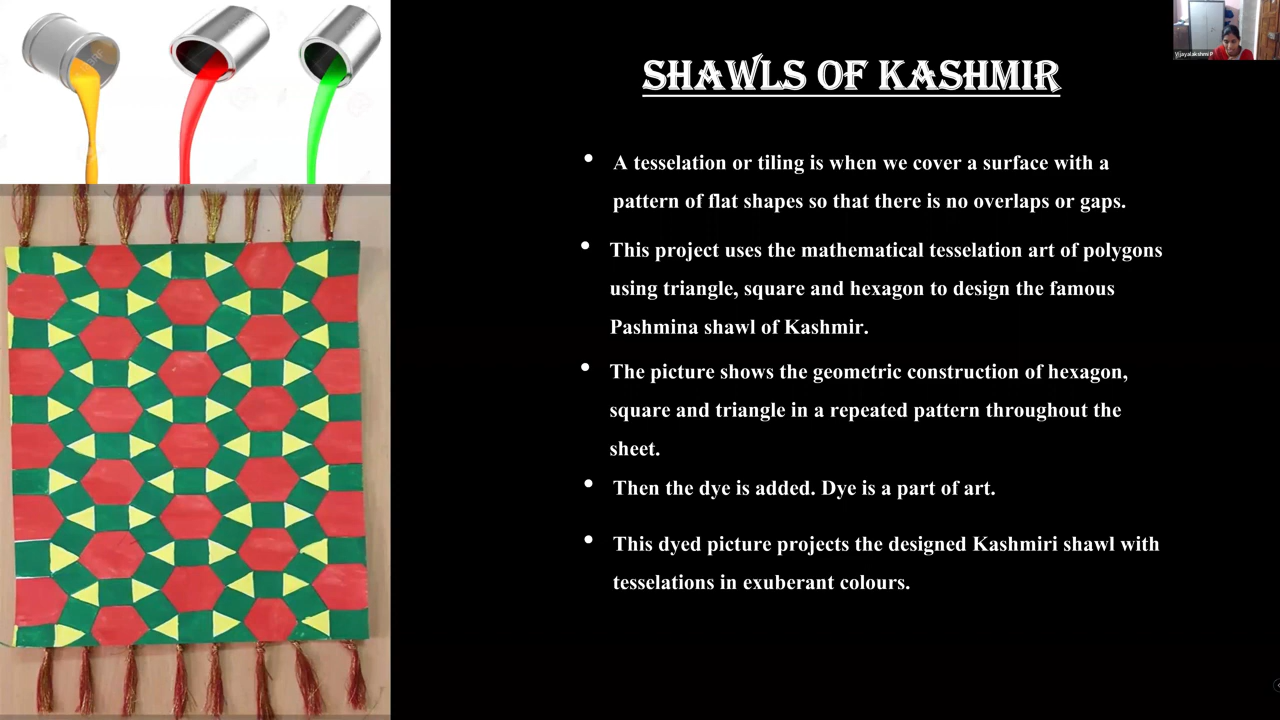 Vijayalakshmi P
SHAWLS OF KASHMIR
• A tesselation or tiling is when we cover a surface with a
pattern of flat shapes so that there is no overlaps or gaps.
• This project uses the mathematical tesselation art of polygons
using triangle, square and hexagon to design the famous
Pashmina shawl of Kashmir.
• The picture shows the geometric construction of hexagon,
square and triangle in a repeated pattern throughout the
sheet.
• Then the dye is added. Dye is a part of art.
• This dyed picture projects the designed Kashmiri shawl with
tesselations in exuberant colours.